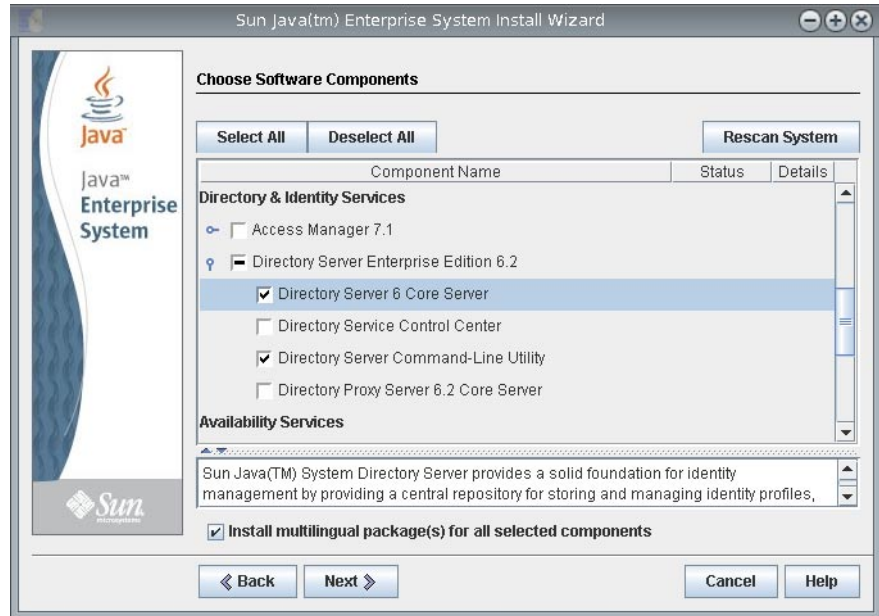 Sun Java(tm) Enterprise System Install Wizard
Java™
Java™
Enterprise
System
Sun
microsystems
Choose Software Components
Select All
Deselect All
Rescan System
Component Name
Status
Details
Directory & Identity Services
Access Manager 7.1
Directory Server Enterprise Edition 6.2
Directory Server 6 Core Server
Directory Service Control Center
Directory Server Command-Line Utility
Directory Proxy Server 6.2 Core Server
Availability Services
Sun Java(TM) System Directory Server provides a solid foundation for identity
management by providing a central repository for storing and managing identity profiles,
Install multilingual package(s) for all selected components
Back
Next
Cancel
Help